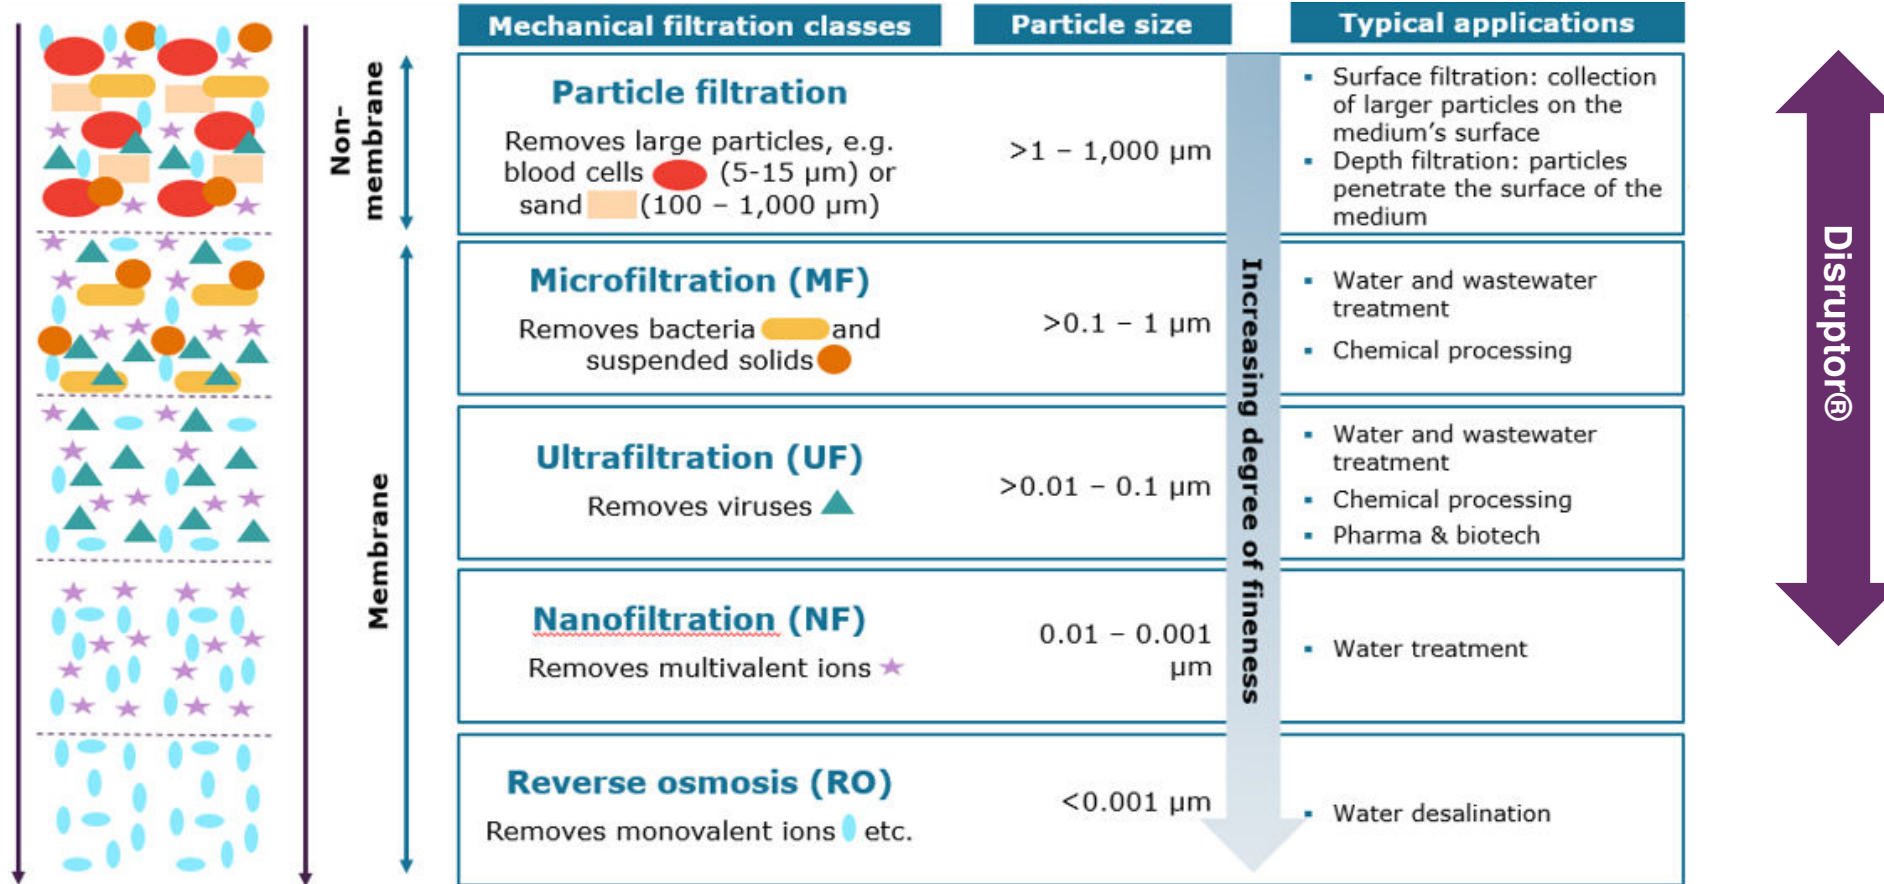 Mechanical filtration classes
Particle size
Typical applications
Non-
membrane
Particle filtration
Removes large particles, e.g.
blood cells (5-15 µm) or
sand (100 – 1,000 µm)
>1 – 1,000 µm
Surface filtration: collection
of larger particles on the
medium's surface
Depth filtration: particles
penetrate the surface of the
medium
Membrane
Microfiltration (MF)
Removes bacteria and
suspended solids
>0.1 – 1 µm
Water and wastewater
treatment
Chemical processing
Ultrafiltration (UF)
Removes viruses
>0.01 – 0.1 µm
Water and wastewater
treatment
Chemical processing
Pharma & biotech
Nanofiltration (NF)
Removes multivalent ions
0.01 – 0.001
µm
Water treatment
Reverse osmosis (RO)
Removes monovalent ions etc.
<0.001 µm
Water desalination
Increasing degree of fineness
Disruptor®